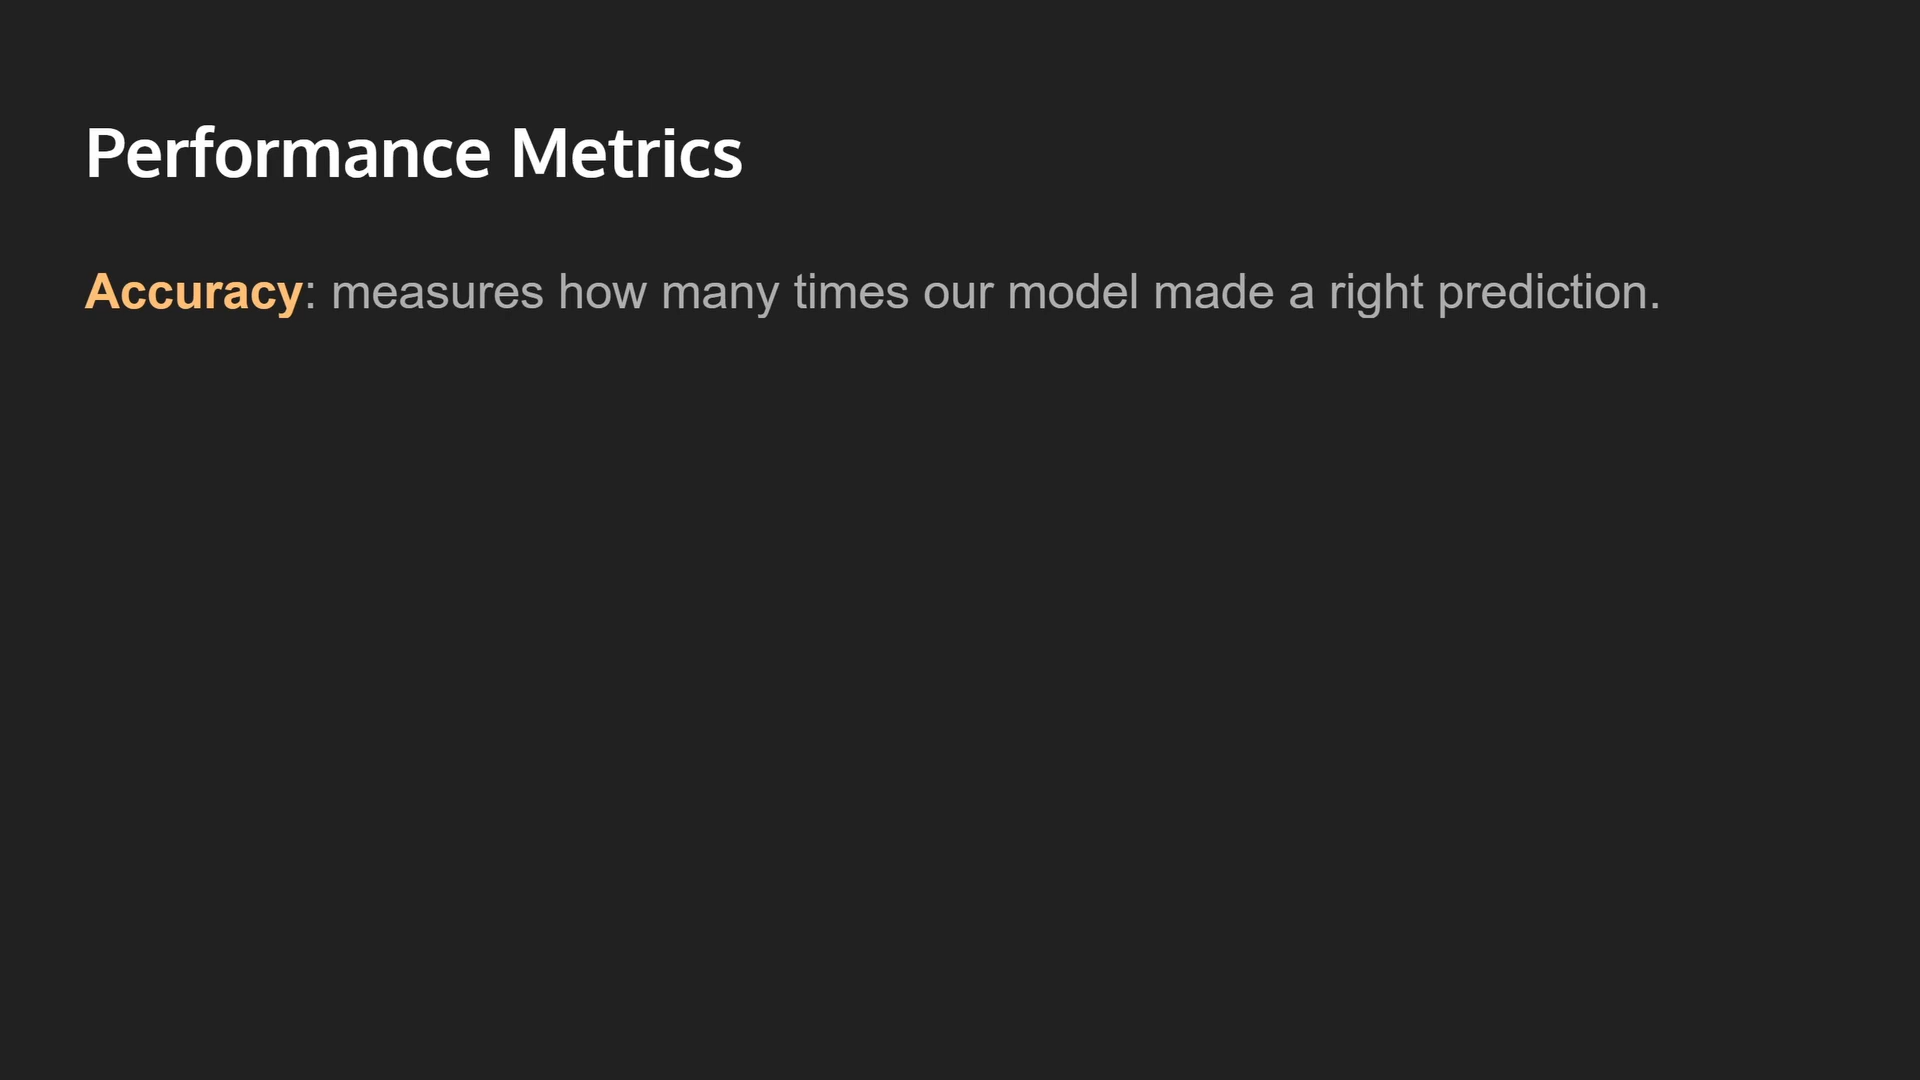 Performance Metrics
Accuracy: measures how many times our model made a right prediction.